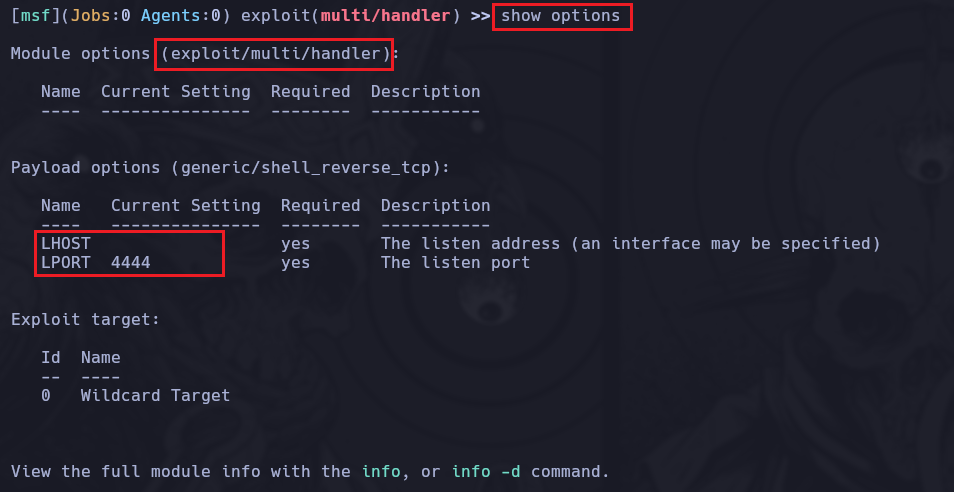 [msf](Jobs:0 Agents:0) exploit(multi/handler) >> show options
Module options (exploit/multi/handler):
Name Current Setting Required Description
---- --------------- -------- -----------
Payload options (generic/shell_reverse_tcp):
Name Current Setting Required Description
---- --------------- -------- -----------
LHOST yes The listen address (an interface may be specified)
LPORT 4444 yes The listen port
Exploit target:
Id Name
-- ----
0 Wildcard Target
View the full module info with the info, or info -d command.